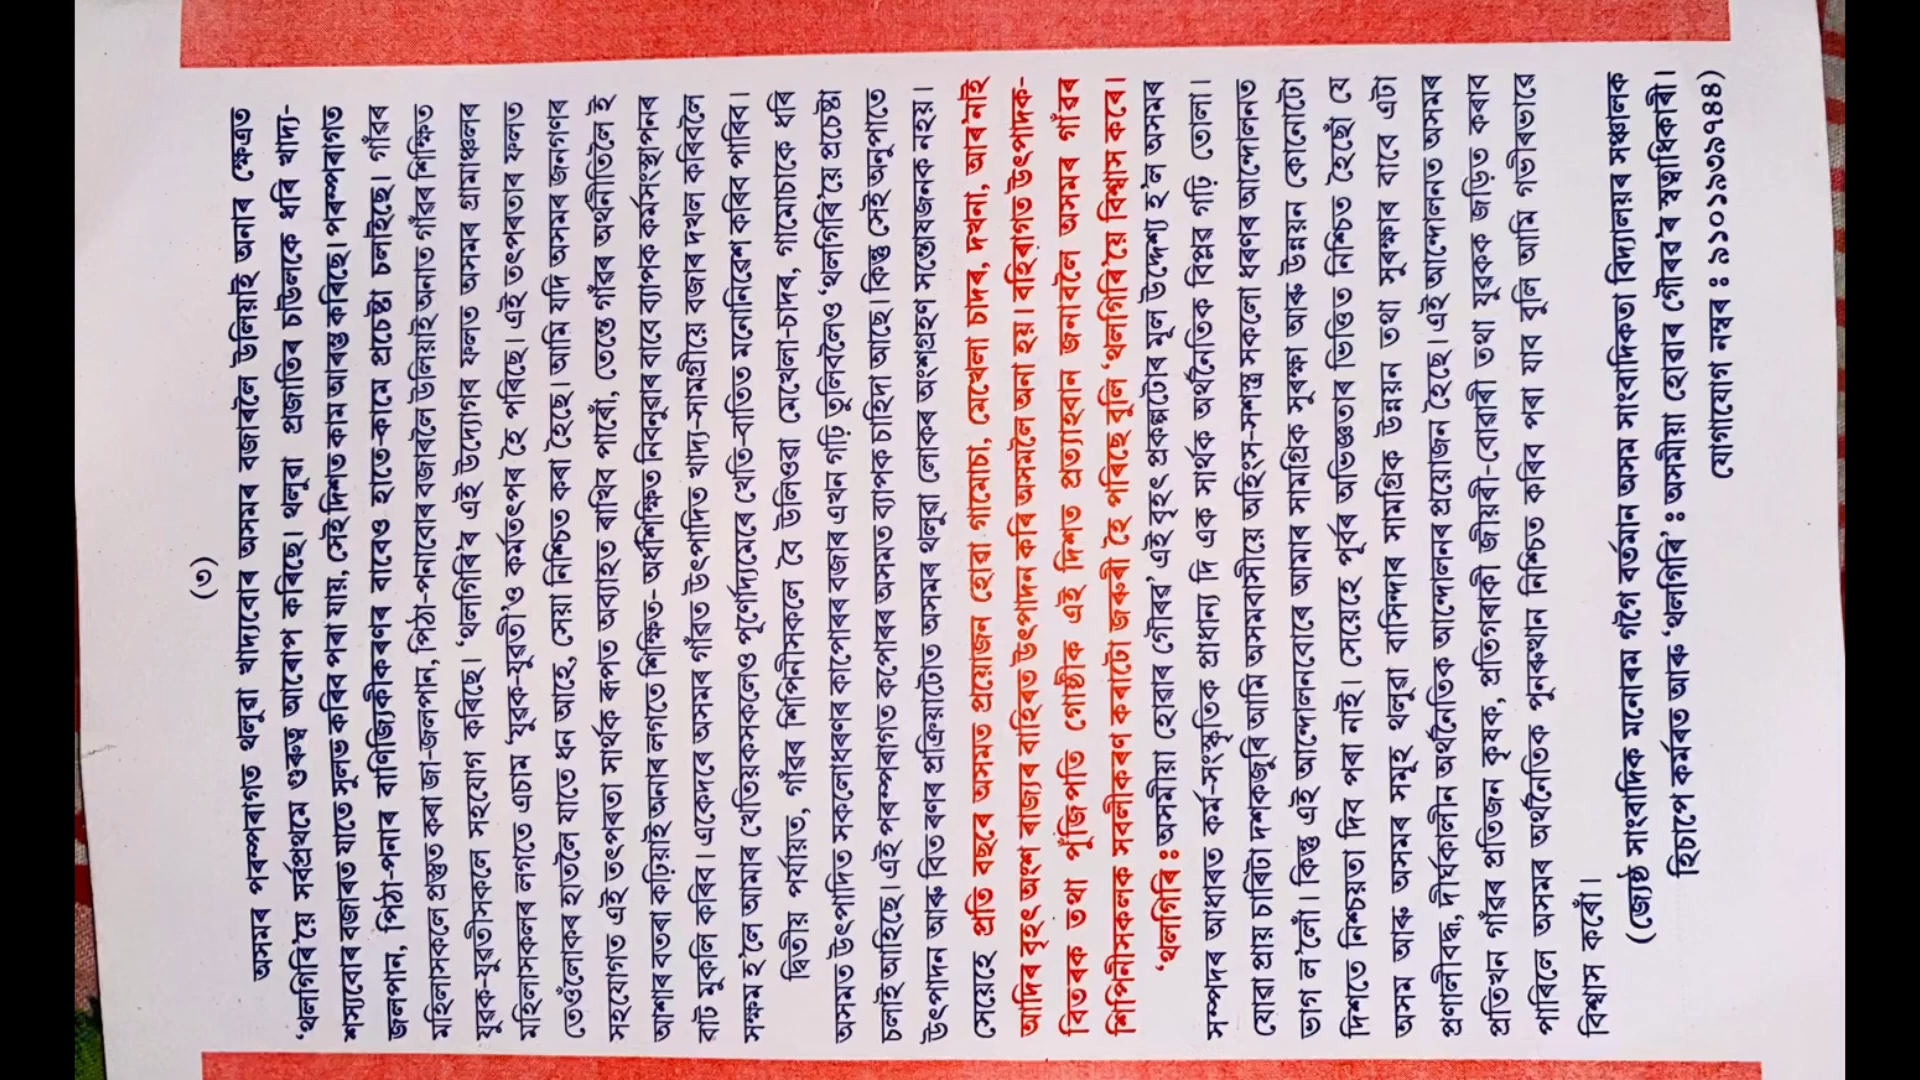 (৩)
অসমৰ পৰম্পৰাগত থলুৱা খাদ্যবোৰ অসমৰ বজাৰলৈ উলিয়াই অনাৰ ক্ষেত্ৰত
‘থলগিৰি’য়ে সৰ্বপ্ৰথমে গুৰুত্ব আৰোপ কৰিছে। থলুৱা প্ৰজাতিৰ চাউলকে ধৰি খাদ্য-
শস্যবোৰ বজাৰত যাতে সুলভ কৰিব পৰা যায়, সেই দিশত কাম আৰম্ভ কৰিছে। পৰম্পৰাগত
জলপান, পিঠা-পনাৰ বাণিজ্যিকীকৰণৰ বাবেও হাতে-কামে প্ৰচেষ্টা চলাইছে। গাঁৱৰ
মহিলাসকলে প্ৰস্তুত কৰা জা-জলপান, পিঠা-পনাবোৰ বজাৰলৈ উলিয়াই অনাত গাঁৱৰ শিক্ষিত
যুৱক-যুৱতীসকলে সহযোগ কৰিছে। ‘থলগিৰি’ৰ এই উদ্যোগৰ ফলত অসমৰ গ্ৰামাঞ্চলৰ
মহিলাসকলৰ লগতে এচাম ‘যুৱক-যুৱতী’ও কৰ্মতৎপৰ হৈ পৰিছে। এই তৎপৰতাৰ ফলত
তেওঁলোকৰ হাতলৈ যাতে ধন আহে, সেয়া নিশ্চিত কৰা হৈছে। আমি যদি অসমৰ জনগণৰ
সহযোগত এই তৎপৰতা সাৰ্থক ৰূপত অব্যাহত ৰাখিব পাৰোঁ, তেন্তে গাঁৱৰ অৰ্থনীতিলৈ ই
আশাৰ বতৰা কঢ়িয়াই অনাৰ লগতে শিক্ষিত- অৰ্ধশিক্ষিত নিবনুৱাৰ বাবে ব্যাপক কৰ্মসংস্থাপনৰ
বাট মুকলি কৰিব। একেদৰে অসমৰ গাঁৱত উৎপাদিত খাদ্য-সামগ্ৰীয়ে বজাৰ দখল কৰিবলৈ
সক্ষম হ’লে আমাৰ খেতিয়কসকলেও পূৰ্ণোদ্যমেৰে খেতি-বাতিত মনোনিৱেশ কৰিব পাৰিব।
দ্বিতীয় পৰ্যায়ত, গাঁৱৰ শিপিনীসকলে বৈ উলিওৱা মেখেলা-চাদৰ, গামোচাকে ধৰি
অসমত উৎপাদিত সকলোধৰণৰ কাপোৰৰ বজাৰ এখন গঢ়ি তুলিবলৈও ‘থলগিৰি’য়ে প্ৰচেষ্টা
চলাই আহিছে। এই পৰম্পৰাগত কপোৰৰ অসমত ব্যাপক চাহিদা আছে। কিন্তু সেই অনুপাতে
উৎপাদন আৰু বিতৰণৰ প্ৰক্ৰিয়াটোত অসমৰ থলুৱা লোকৰ অংশগ্ৰহণ সন্তোষজনক নহয়।
সেয়েহে প্ৰতি বছৰে অসমত প্ৰয়োজন হোৱা গামোচা, মেখেলা চাদৰ, দখনা, আৰ’নাই
আদিৰ বৃহৎ অংশ ৰাজ্যৰ বাহিৰত উৎপাদন কৰি অসমলৈ অনা হয়। বহিৰাগত উৎপাদক-
বিতৰক তথা পুঁজিপতি গোষ্ঠীক এই দিশত প্ৰত্যাহবান জনাবলৈ অসমৰ গাঁৱৰ
শিপিনীসকলক সবলীকৰণ কৰাটো জৰুৰী হৈ পৰিছে বুলি ‘থলগিৰি’য়ে বিশ্বাস কৰে।
‘থলগিৰি : অসমীয়া হোৱাৰ গৌৰৱ’ এই বৃহৎ প্ৰকল্পটোৰ মূল উদ্দেশ্য হ’ল অসমৰ
সম্পদৰ আধাৰত কৰ্ম-সংস্কৃতিক প্ৰাধান্য দি এক সাৰ্থক অৰ্থনৈতিক বিপ্লৱ গঢ়ি তোলা।
যোৱা প্ৰায় চাৰিটা দশকজুৰি আমি অসমবাসীয়ে অহিংস-সশস্ত্ৰ সকলো ধৰণৰ আন্দোলনত
ভাগ ল’লোঁ। কিন্তু এই আন্দোলনবোৰে আমাৰ সামগ্ৰিক সুৰক্ষা আৰু উন্নয়ন কোনোটো
দিশতে নিশ্চয়তা দিব পৰা নাই। সেয়েহে পূৰ্বৰ অভিজ্ঞতাৰ ভিত্তিত নিশ্চিত হৈছোঁ যে
অসম আৰু অসমৰ সমূহ থলুৱা বাসিন্দাৰ সামগ্ৰিক উন্নয়ন তথা সুৰক্ষাৰ বাবে এটা
প্ৰণালীবদ্ধ, দীৰ্ঘকালীন অৰ্থনৈতিক আন্দোলনৰ প্ৰয়োজন হৈছে। এই আন্দোলনত অসমৰ
প্ৰতিখন গাঁৱৰ প্ৰতিজন কৃষক, প্ৰতিগৰাকী জীয়ৰী-বোৱাৰী তথা যুৱকক জড়িত কৰাব
পাৰিলে অসমৰ অৰ্থনৈতিক পুনৰুত্থান নিশ্চিত কৰিব পৰা যাব বুলি আমি গভীৰভাৱে
বিশ্বাস কৰোঁ।
(জ্যেষ্ঠ সাংবাদিক মনোৰম গগৈ বৰ্তমান অসম সাংবাদিকতা বিদ্যালয়ৰ সঞ্চালক
হিচাপে কৰ্মৰত আৰু ‘থলগিৰি’ : অসমীয়া হোৱাৰ গৌৰৱ’ৰ স্বত্বাধিকাৰী।
যোগাযোগ নম্বৰ : ৯১০১৯৩৯৭৪৪)